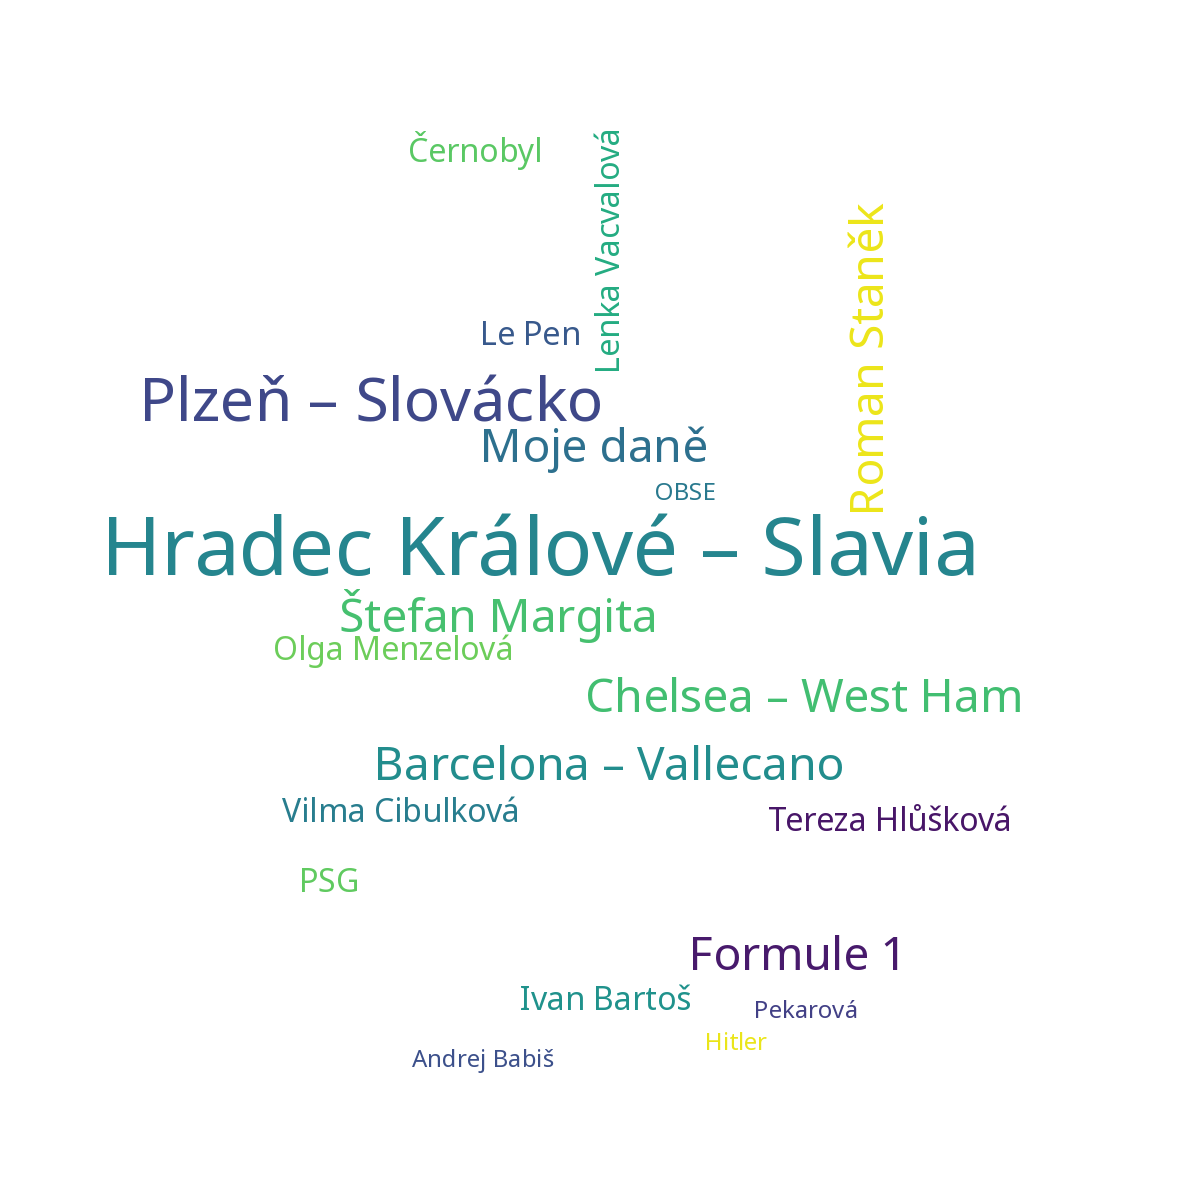 Černobyl
Lenka Vacvalová
Roman Staněk
Le Pen
Plzeň – Slovácko
Moje daně
OBSE
Hradec Králové – Slavia
Štefan Margita
Olga Menzelová
Chelsea – West Ham
Barcelona – Vallecano
Vilma Cibulková
Tereza Hlůšková
PSG
Formule 1
Ivan Bartoš
Pekarová
Hitler
Andrej Babiš